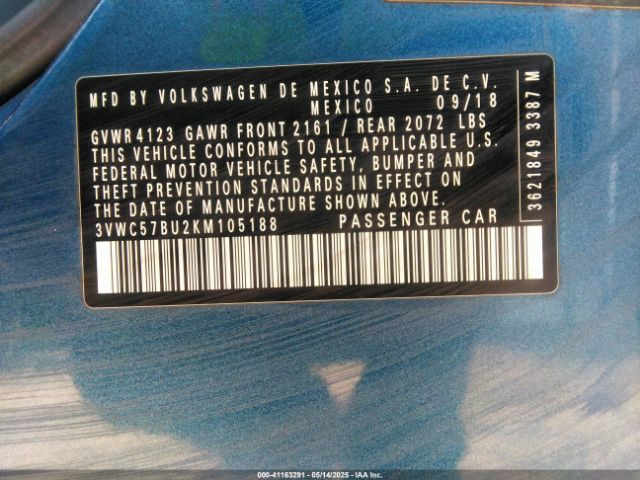 MFD BY VOLKSWAGEN DE MEXICO S.A. DE C.V.
MEXICO 09/18
GVWR 4123 GAWR FRONT 2161 / REAR 2072 LBS
THIS VEHICLE CONFORMS TO ALL APPLICABLE U.S.
FEDERAL MOTOR VEHICLE SAFETY, BUMPER AND
THEFT PREVENTION STANDARDS IN EFFECT ON
THE DATE OF MANUFACTURE SHOWN ABOVE.
3VWC57BU2KM105188 PASSENGER CAR
3621849 3387 M
000-41163291 - 05/14/2025 - IAA Inc.